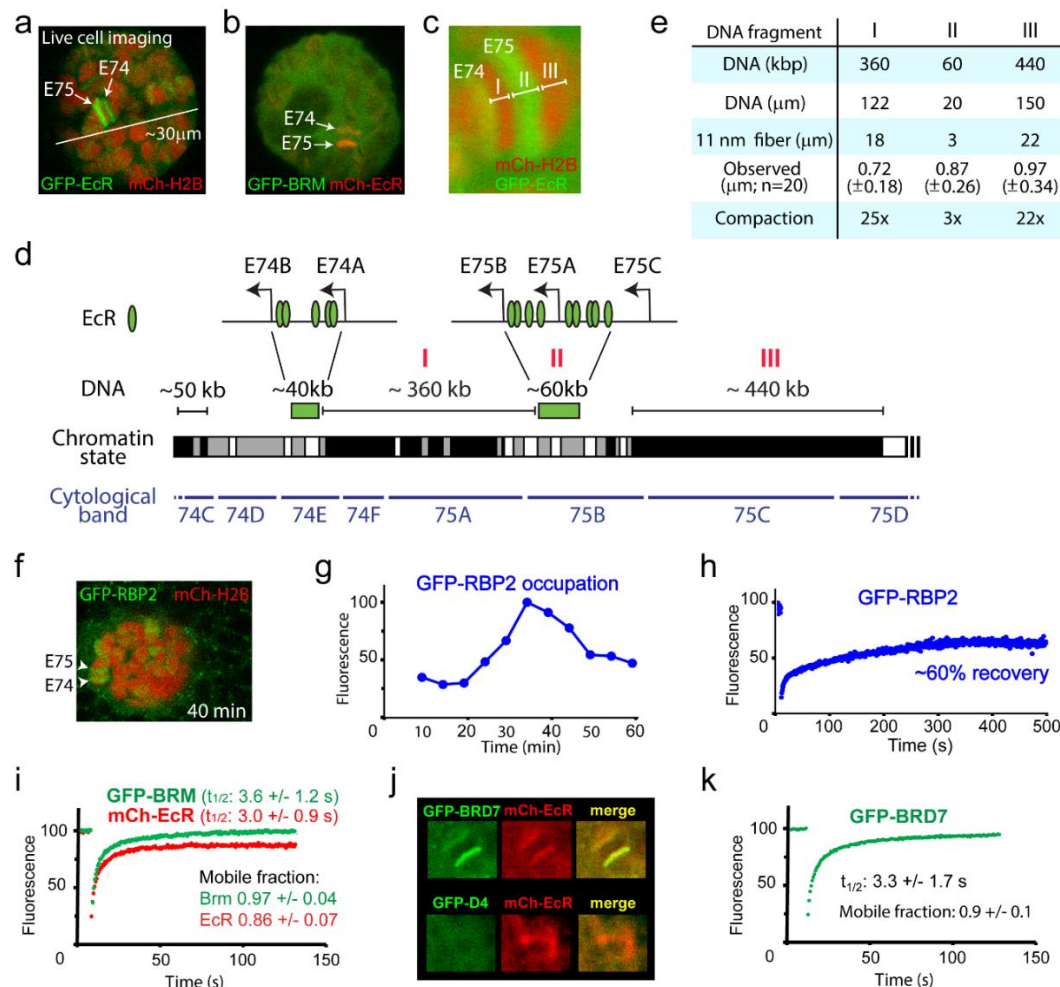 a
Live cell imaging
E74
E75
~30μm
GFP-EcR mCh-H2B
b
E74
E75
GFP-BRM mCh-EcR
c
E75
E74
I
II
III
mCh-H2B
GFP-EcR
e
DNA fragment I II III
DNA (kbp) 360 60 440
DNA (μm) 122 20 150
11 nm fiber (μm) 18 3 22
Observed 0.72 0.87 0.97
(μm; n=20) (±0.18) (±0.26) (±0.34)
Compaction 25x 3x 22x
d
E74B E74A E75B E75A E75C
EcR
I II III
DNA ~50 kb ~40kb ~ 360 kb ~60kb ~ 440 kb
Chromatin
state
Cytological
band
74C 74D 74E 74F 75A 75B 75C 75D
f
GFP-RBP2 mCh-H2B
E75
E74
40 min
g
GFP-RBP2 occupation
Fluorescence
100
50
0
10 20 30 40 50 60
Time (min)
h
GFP-RBP2
~60% recovery
Fluorescence
100
50
0
0 100 200 300 400 500
Time (s)
i
GFP-BRM (t1/2: 3.6 +/- 1.2 s)
mCh-EcR (t1/2: 3.0 +/- 0.9 s)
Mobile fraction:
Brm 0.97 +/- 0.04
EcR 0.86 +/- 0.07
Fluorescence
100
50
0
0 50 100 150
Time (s)
j
GFP-BRD7 mCh-EcR merge
GFP-D4 mCh-EcR merge
k
GFP-BRD7
t1/2: 3.3 +/- 1.7 s
Mobile fraction: 0.9 +/- 0.1
Fluorescence
100
50
0
0 50 100 150
Time (s)